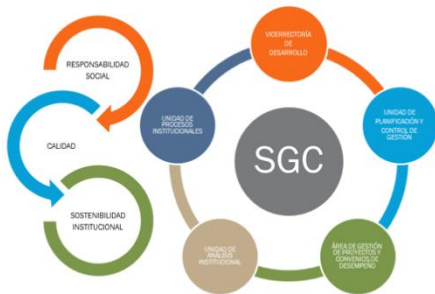 RESPONSABILIDAD
SOCIAL
CALIDAD
SOSTENIBILIDAD
INSTITUCIONAL
VICERRECTORÍA
DE
DESARROLLO
UNIDAD DE
PROCESOS
INSTITUCIONALES
UNIDAD DE
PLANIFICACIÓN Y
CONTROL DE
GESTIÓN
SGC
UNIDAD DE
ANÁLISIS
INSTITUCIONAL
ÁREA DE GESTIÓN
DE PROYECTOS Y
CONVENIOS DE
DESEMPEÑO